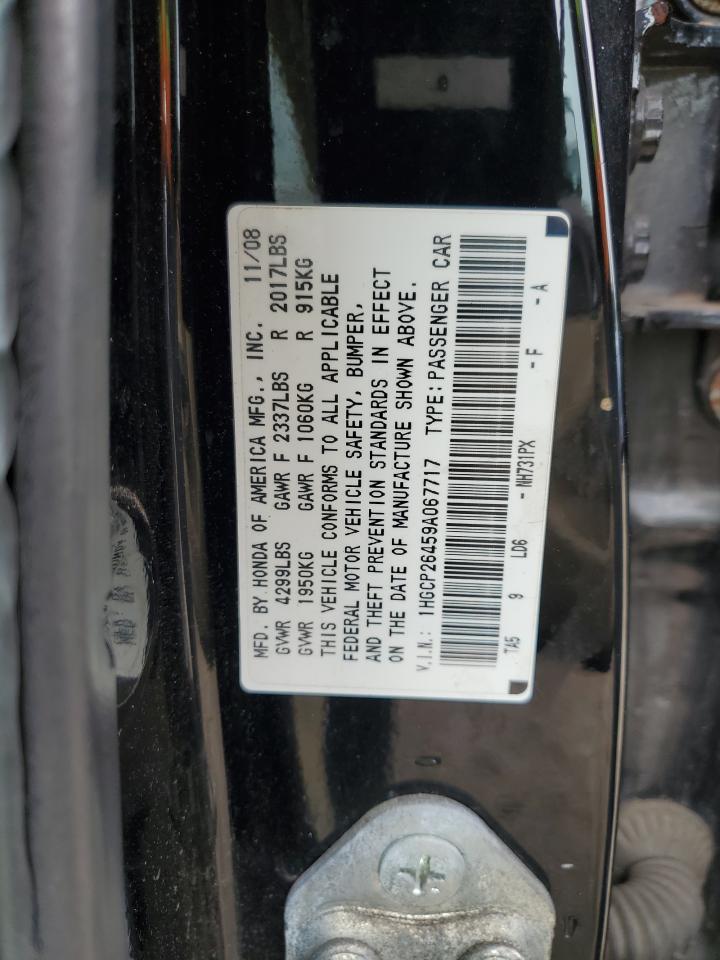 MFD. BY HONDA OF AMERICA MFG., INC. 11/08
GVWR 4299LBS GAWR F 2337LBS R 2017LBS
GVWR 1950KG GAWR F 1060KG R 915KG
THIS VEHICLE CONFORMS TO ALL APPLICABLE
FEDERAL MOTOR VEHICLE SAFETY, BUMPER,
AND THEFT PREVENTION STANDARDS IN EFFECT
ON THE DATE OF MANUFACTURE SHOWN ABOVE.
V.I.N.: 1HGCP26459A067717 TYPE: PASSENGER CAR
TA5 9 LD6 - NH731PX - F - A